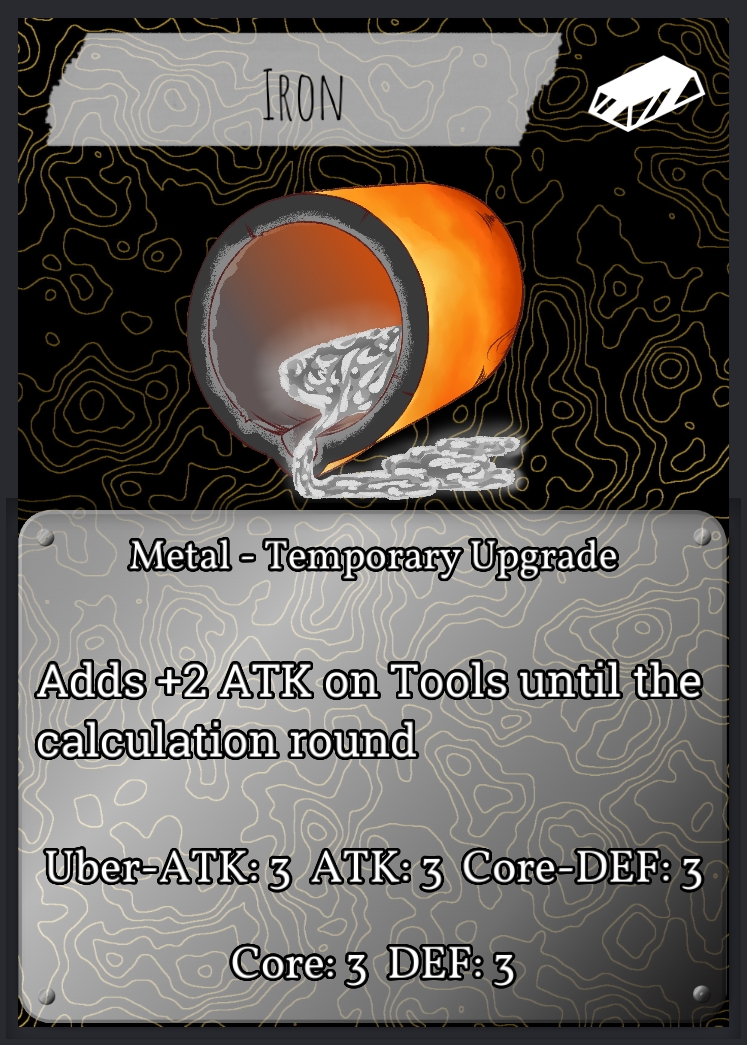 Iron
Metal - Temporary Upgrade
Adds +2 ATK on Tools until the
calculation round
Uber-ATK: 3 ATK: 3 Core-DEF: 3
Core: 3 DEF: 3